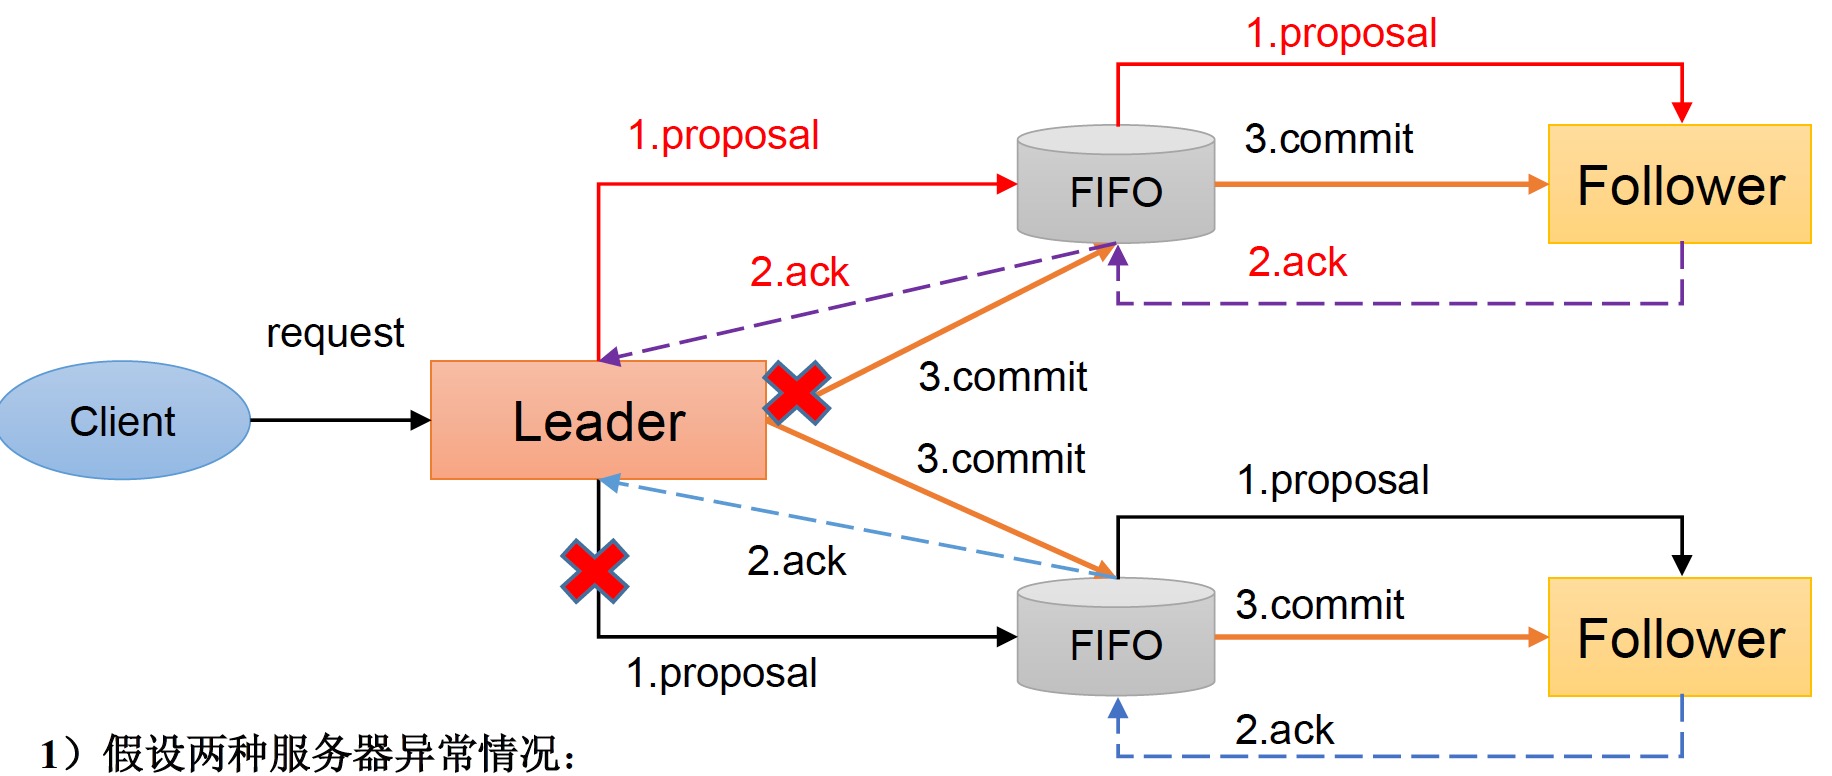 1.proposal
1.proposal
3.commit
FIFO
Follower
2.ack
2.ack
request
3.commit
Client
Leader
3.commit
1.proposal
2.ack
3.commit
FIFO
Follower
1.proposal
2.ack
1）假设两种服务器异常情况：